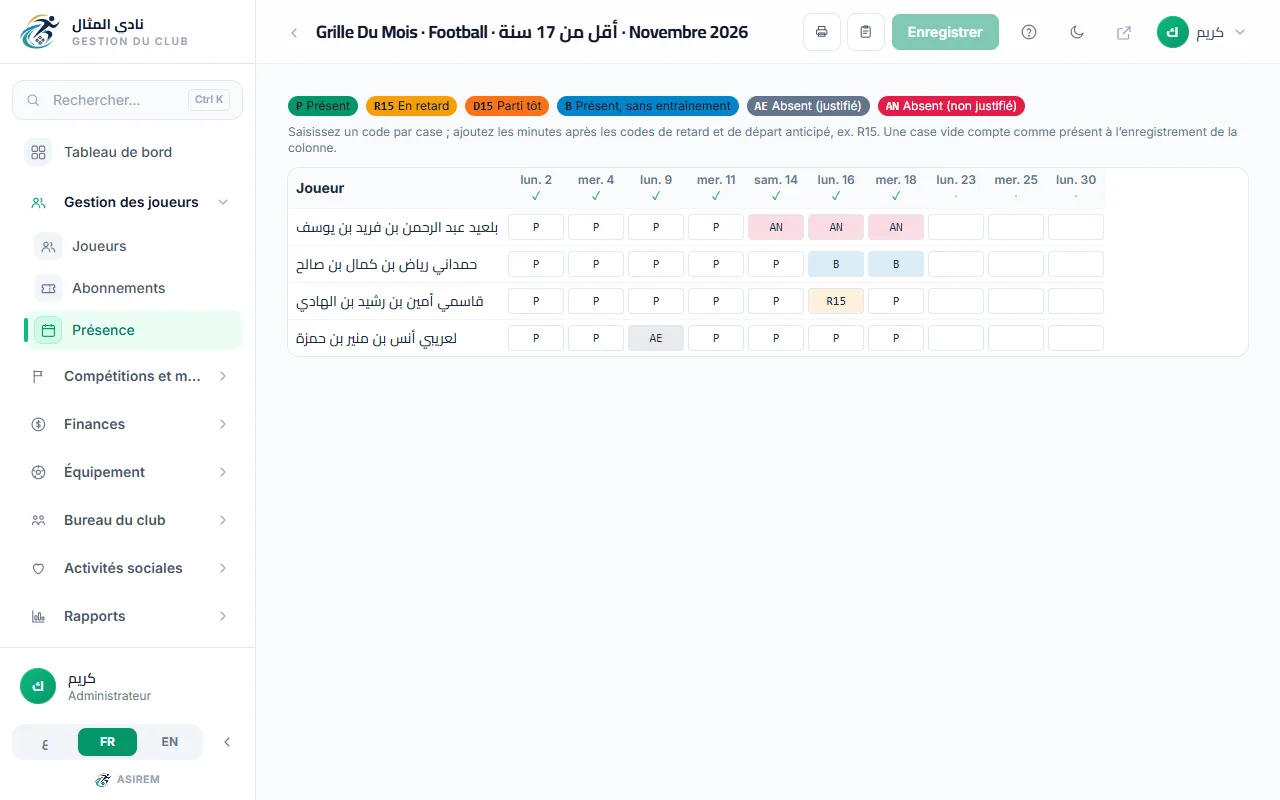 نادي المثال
GESTION DU CLUB
Rechercher... Ctrl K
Tableau de bord
Gestion des joueurs
Joueurs
Abonnements
Présence
Compétitions et m...
Finances
Équipement
Bureau du club
Activités sociales
Rapports
ك كريم
Administrateur
ع FR EN
ASIREM
Grille Du Mois · Football · أقل من 17 سنة · Novembre 2026
Enregistrer
ك كريم
P Présent R15 En retard D15 Parti tôt B Présent, sans entraînement AE Absent (justifié) AN Absent (non justifié)
Saisissez un code par case ; ajoutez les minutes après les codes de retard et de départ anticipé, ex. R15. Une case vide compte comme présent à l’enregistrement de la
colonne.
Joueur lun. 2 mer. 4 lun. 9 mer. 11 sam. 14 lun. 16 mer. 18 lun. 23 mer. 25 lun. 30
✓ ✓ ✓ ✓ ✓ ✓ ✓ · · ·
بلعيد عبد الرحمن بن فريد بن يوسف P P P P AN AN AN
حمداني رياض بن كمال بن صالح P P P P P B B
قاسمي أمين بن رشيد بن الهادي P P P P P R15 P
لعريبي أنس بن منير بن حمزة P P AE P P P P